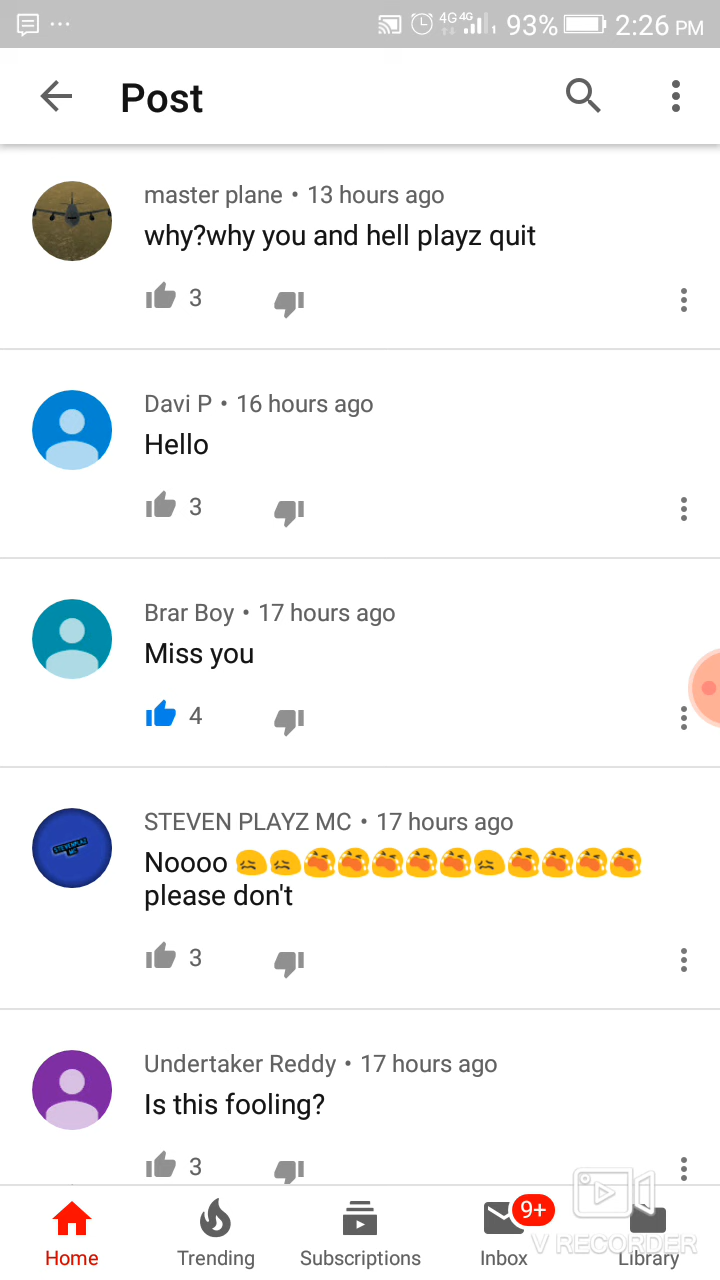 4G 4G 93% 2:26 PM
Post
master plane • 13 hours ago
why?why you and hell playz quit
3
Davi P • 16 hours ago
Hello
3
Brar Boy • 17 hours ago
Miss you
4
STEVEN PLAYZ MC • 17 hours ago
Noooo 😖😖😭😭😭😭😭😖😭😭😭😭
please don't
3
Undertaker Reddy • 17 hours ago
Is this fooling?
3
9+
Home Trending Subscriptions Inbox Library
V RECORDER